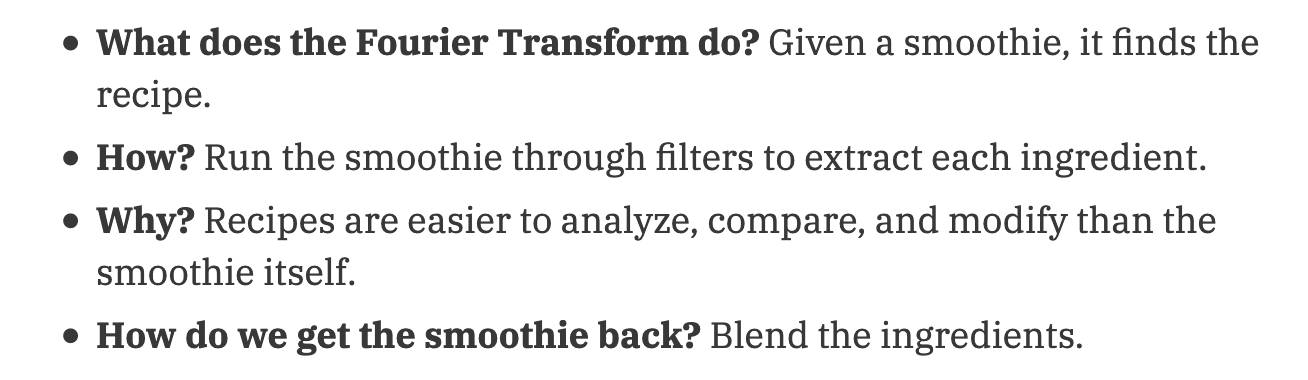 • What does the Fourier Transform do? Given a smoothie, it finds the
recipe.
• How? Run the smoothie through filters to extract each ingredient.
• Why? Recipes are easier to analyze, compare, and modify than the
smoothie itself.
• How do we get the smoothie back? Blend the ingredients.